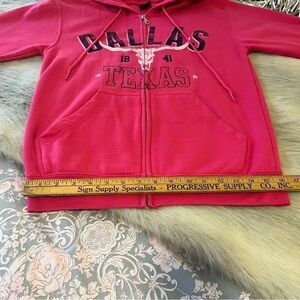 DALLAS
18 41
TEXAS
Sign Supply Specialists - PROGRESSIVE SUPPLY CO., INC.